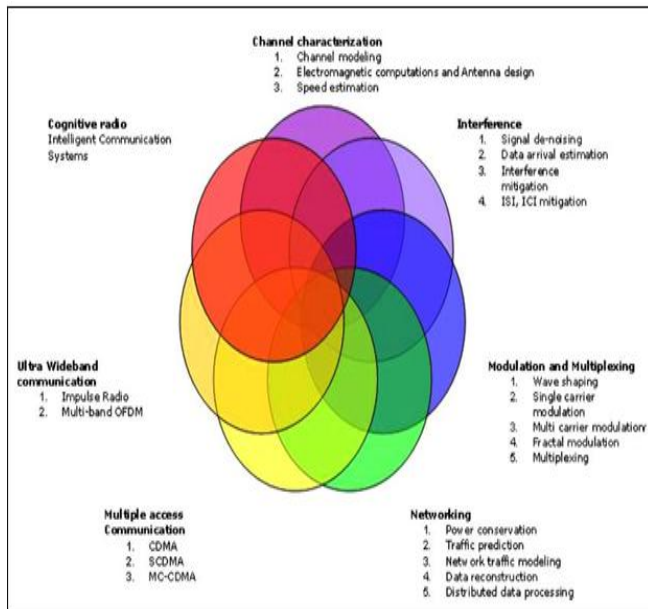 Channel characterization
1. Channel modeling
2. Electromagnetic computations and Antenna design
3. Speed estimation
Cognitive radio
Intelligent Communication
Systems
Interference
1. Signal de-noising
2. Data arrival estimation
3. Interference
mitigation
4. ISI, ICI mitigation
Ultra Wideband
communication
1. Impulse Radio
2. Multi-band OFDM
Modulation and Multiplexing
1. Wave shaping
2. Single carrier
modulation
3. Multi carrier modulation
4. Fractal modulation
5. Multiplexing
Multiple access
Communication
1. CDMA
2. SCDMA
3. MC-CDMA
Networking
1. Power conservation
2. Traffic prediction
3. Network traffic modeling
4. Data reconstruction
5. Distributed data processing